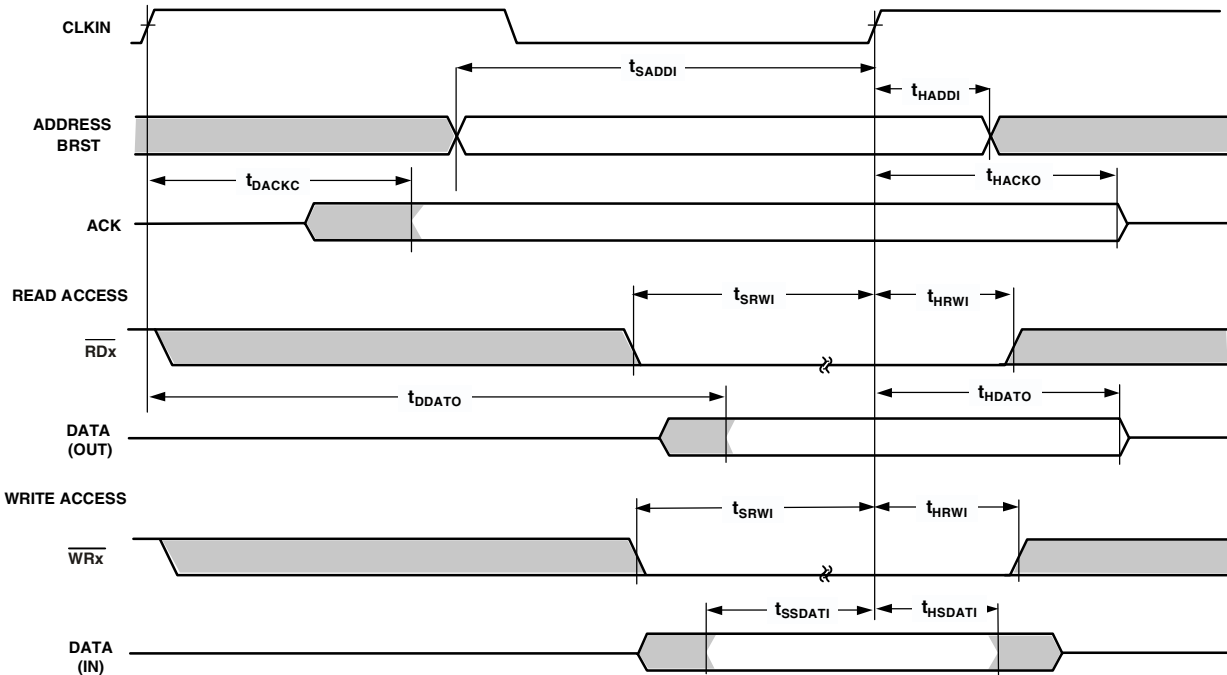 CLKIN
tSADDI
tHADDI
ADDRESS
BRST
tDACKC
tHACKO
ACK
READ ACCESS
tSRWI
tHRWI
RDx
tDDATO
tHDATO
DATA
(OUT)
WRITE ACCESS
tSRWI
tHRWI
WRx
tSSDATI
tHSDATI
DATA
(IN)